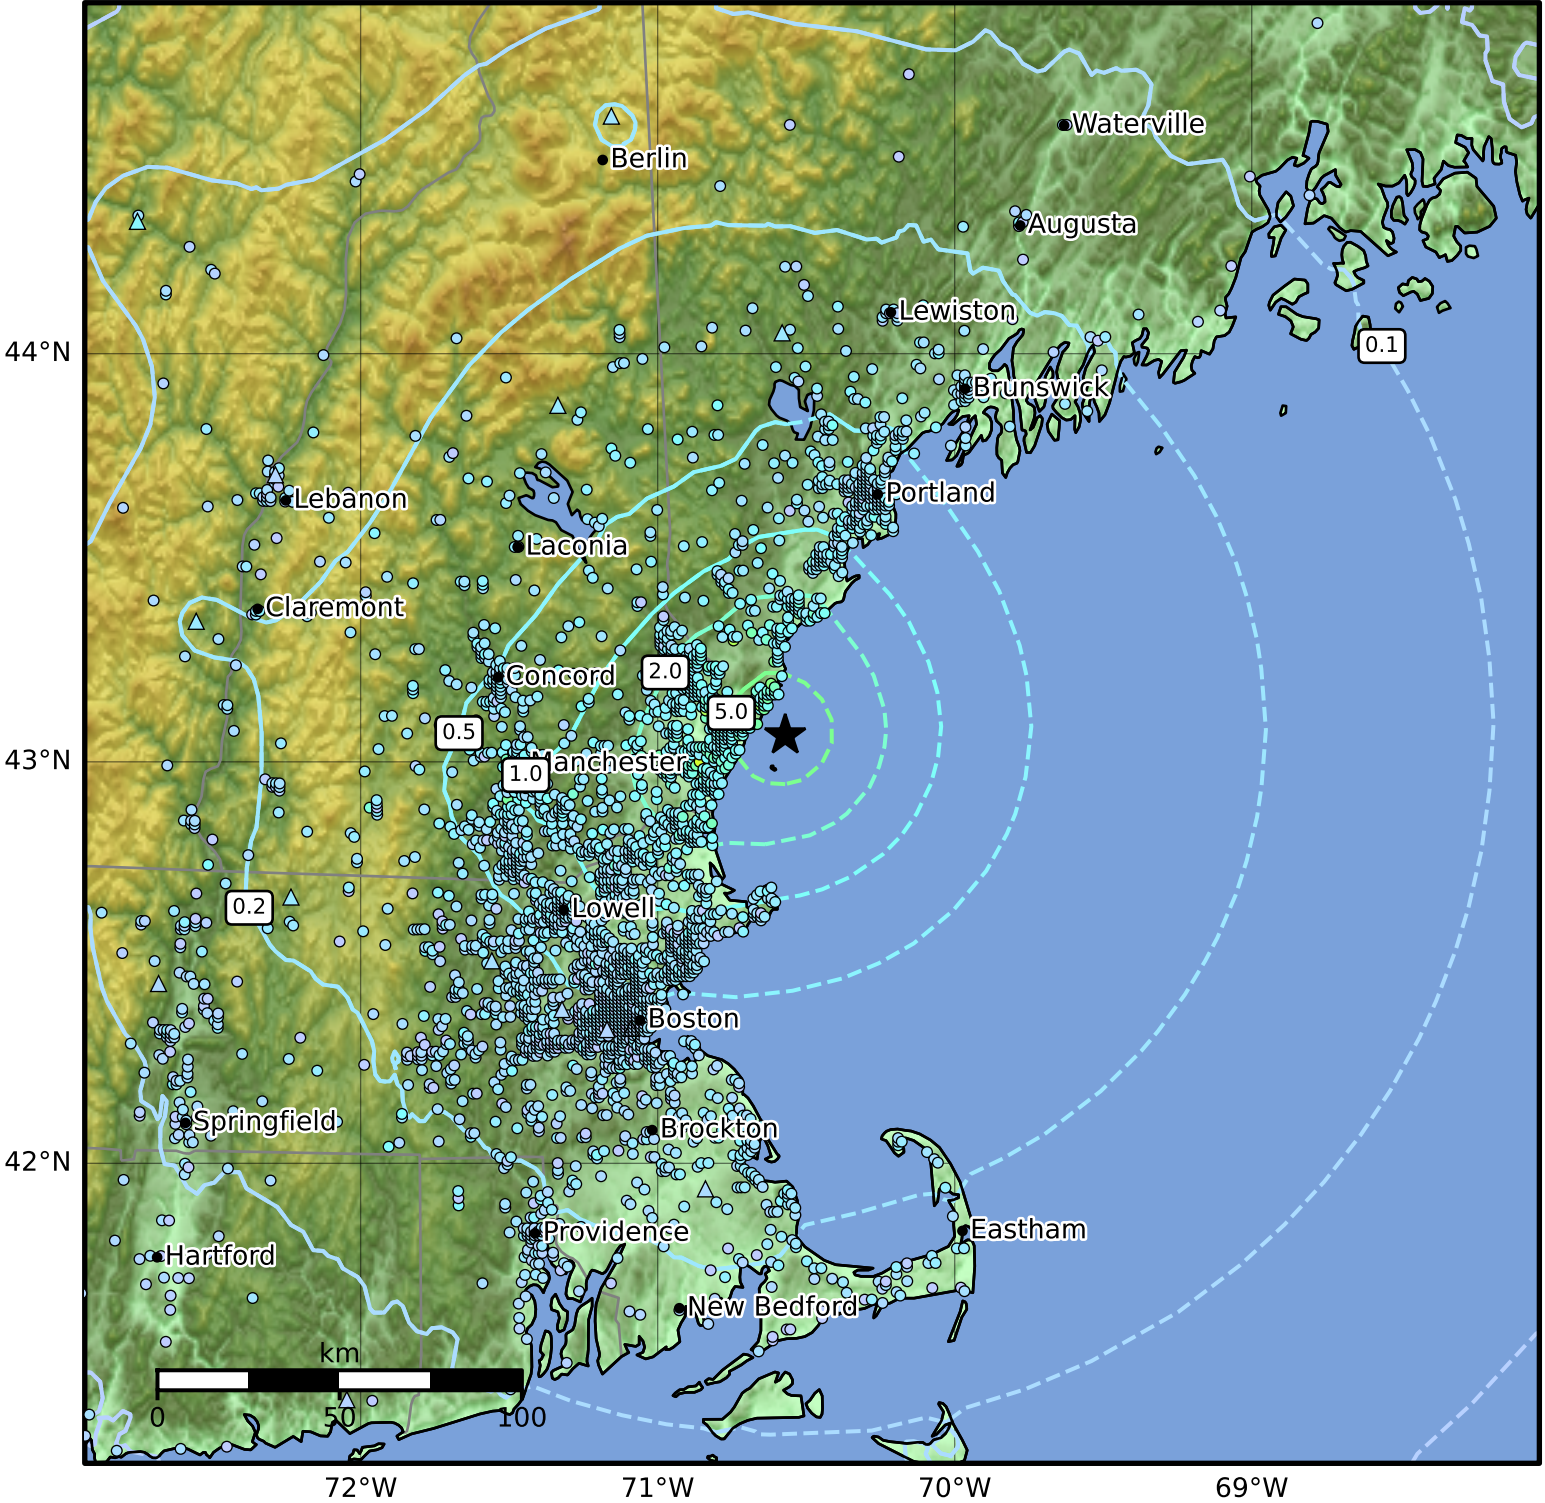 Waterville
Berlin
Augusta
Lewiston
44°N
0.1
Brunswick
Portland
Lebanon
Laconia
Claremont
Concord
2.0
5.0
0.5
43°N
Manchester
1.0
0.2
Lowell
Boston
Springfield
Brockton
42°N
Providence
Eastham
Hartford
New Bedford
km
0 50 100
72°W 71°W 70°W 69°W